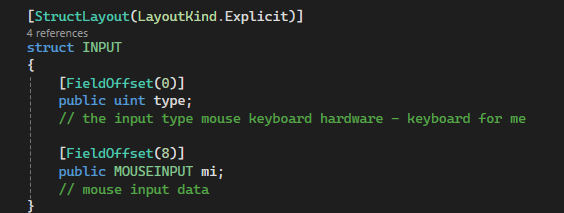 [StructLayout(LayoutKind.Explicit)]
4 references
struct INPUT
{
[FieldOffset(0)]
public uint type;
// the input type mouse keyboard hardware - keyboard for me
[FieldOffset(8)]
public MOUSEINPUT mi;
// mouse input data
}